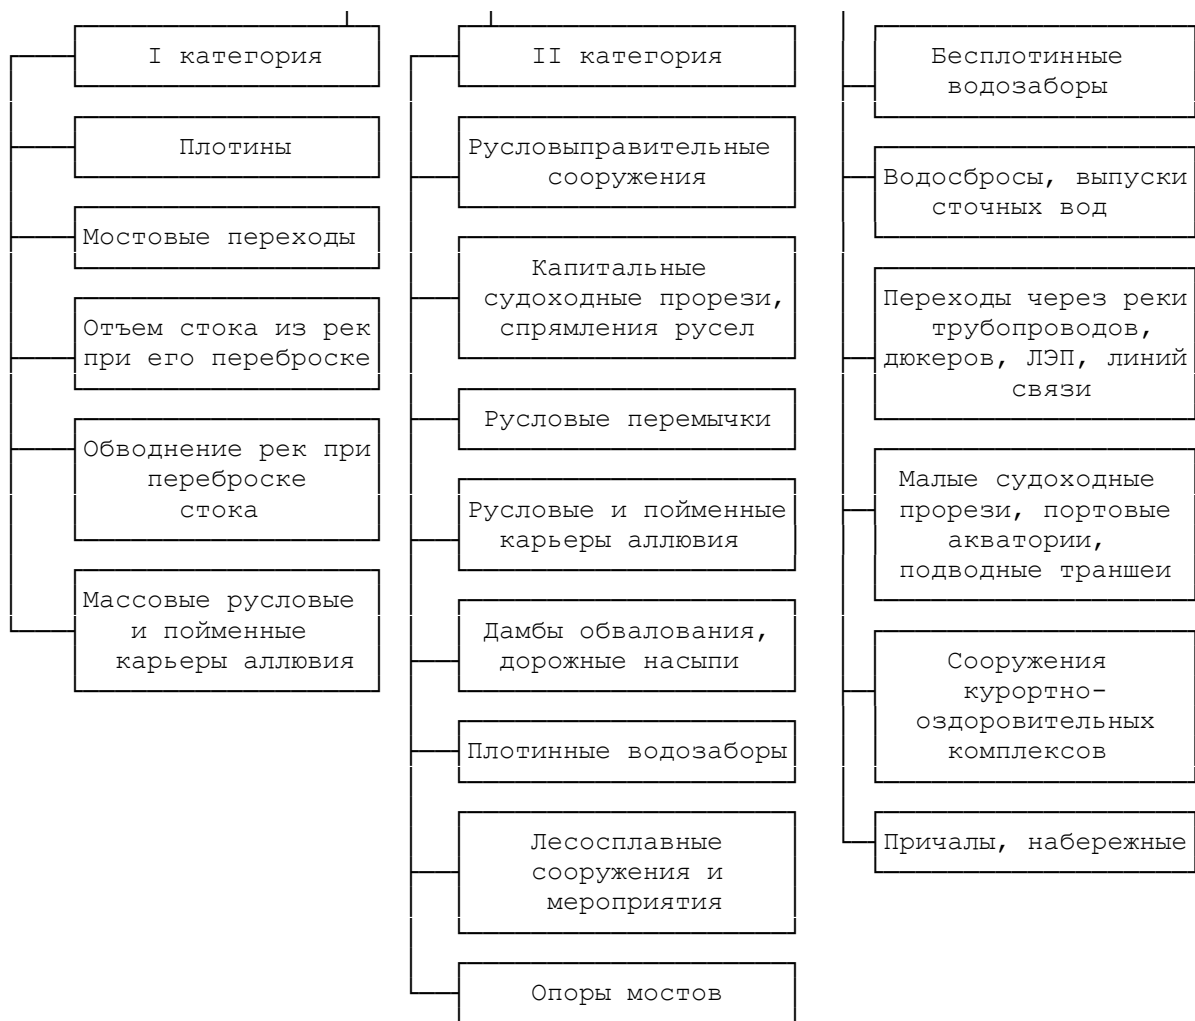 I категория
Плотины
Мостовые переходы
Отъем стока из рек
при его переброске
Обводнение рек при
переброске
стока
Массовые русловые
и пойменные
карьеры аллювия
II категория
Русловыправительные
сооружения
Капитальные
судоходные прорези,
спрямления русел
Русловые перемычки
Русловые и пойменные
карьеры аллювия
Дамбы обвалования,
дорожные насыпи
Плотинные водозаборы
Лесосплавные
сооружения и
мероприятия
Опоры мостов
Бесплотинные
водозаборы
Водосбросы, выпуски
сточных вод
Переходы через реки
трубопроводов,
дюкеров, ЛЭП, линий
связи
Малые судоходные
прорези, портовые
акватории,
подводные траншеи
Сооружения
курортно-
оздоровительных
комплексов
Причалы, набережные